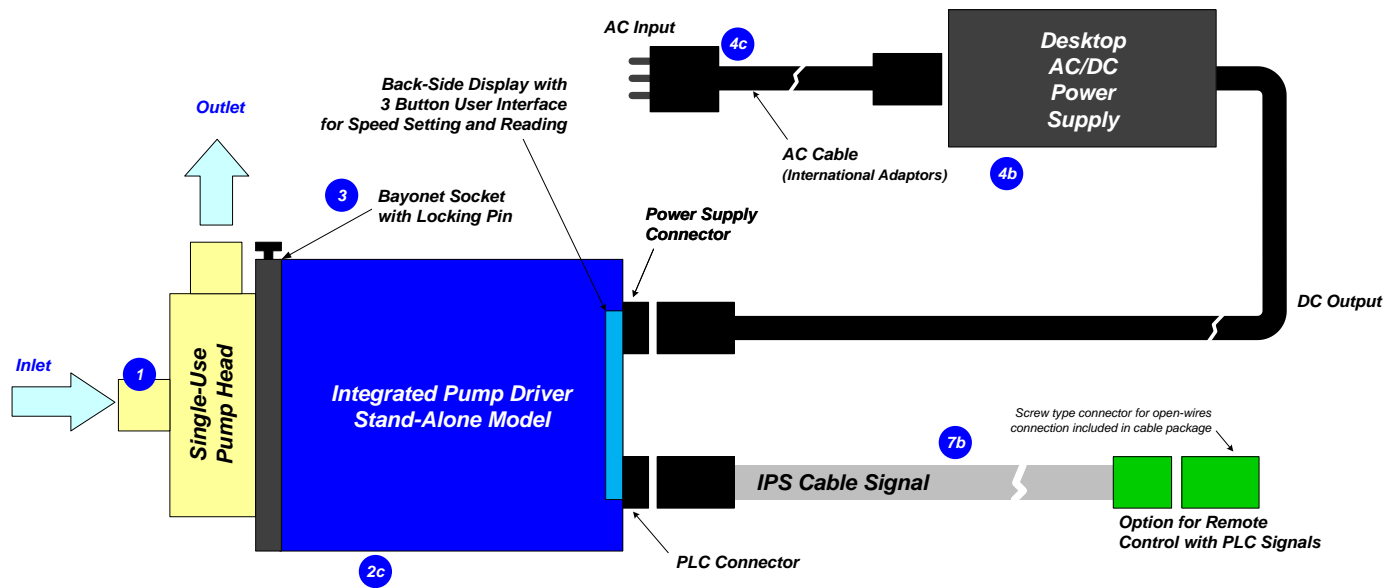 AC Input
4c
Desktop
AC/DC
Power
Supply
Back-Side Display with
3 Button User Interface
for Speed Setting and Reading
Outlet
AC Cable
(International Adaptors)
4b
3
Bayonet Socket
with Locking Pin
Power Supply
Connector
DC Output
Inlet
1
Single-Use
Pump Head
Integrated Pump Driver
Stand-Alone Model
Screw type connector for open-wires
connection included in cable package
7b
IPS Cable Signal
Option for Remote
Control with PLC Signals
PLC Connector
2c